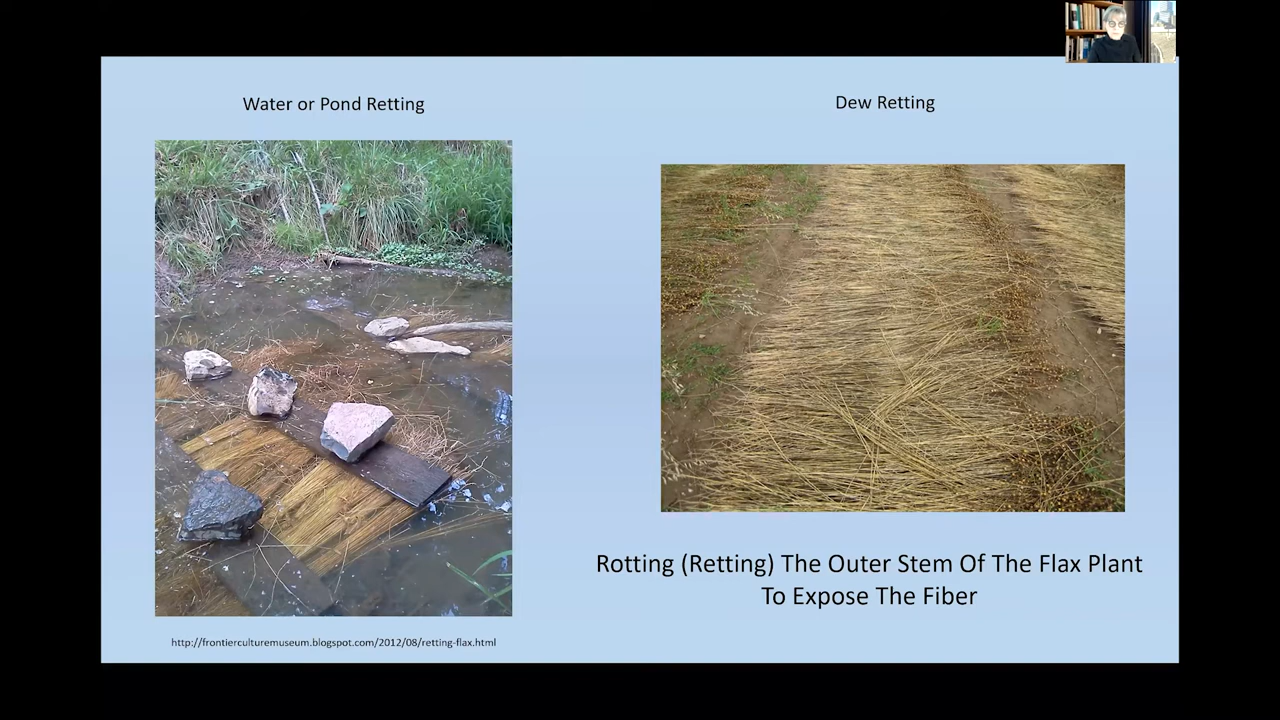 Water or Pond Retting
Dew Retting
Rotting (Retting) The Outer Stem Of The Flax Plant
To Expose The Fiber
http://frontierculturemuseum.blogspot.com/2012/08/retting-flax.html